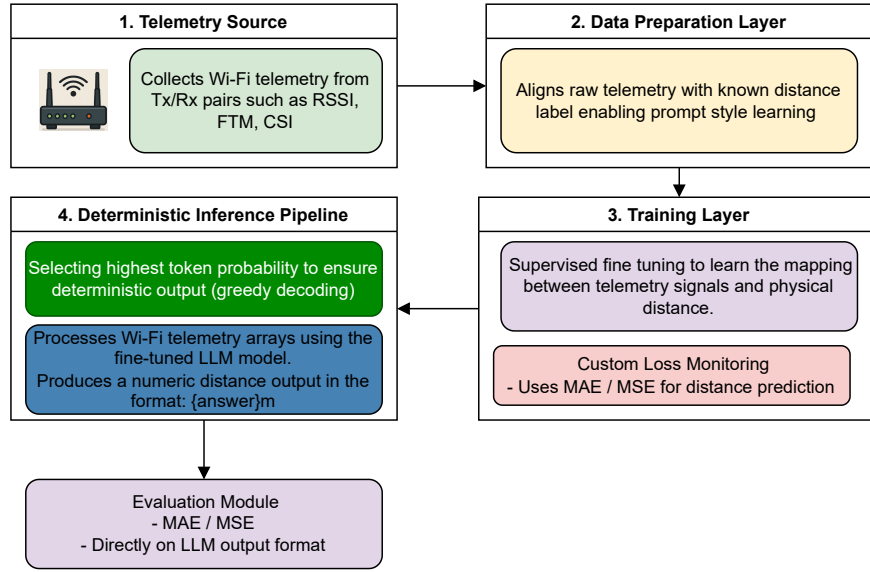 1. Telemetry Source
Collects Wi-Fi telemetry from
Tx/Rx pairs such as RSSI,
FTM, CSI
2. Data Preparation Layer
Aligns raw telemetry with known distance
label enabling prompt style learning
3. Training Layer
Supervised fine tuning to learn the mapping
between telemetry signals and physical
distance.
Custom Loss Monitoring
- Uses MAE / MSE for distance prediction
4. Deterministic Inference Pipeline
Selecting highest token probability to ensure
deterministic output (greedy decoding)
Processes Wi-Fi telemetry arrays using the
fine-tuned LLM model.
Produces a numeric distance output in the
format: {answer}m
Evaluation Module
- MAE / MSE
- Directly on LLM output format